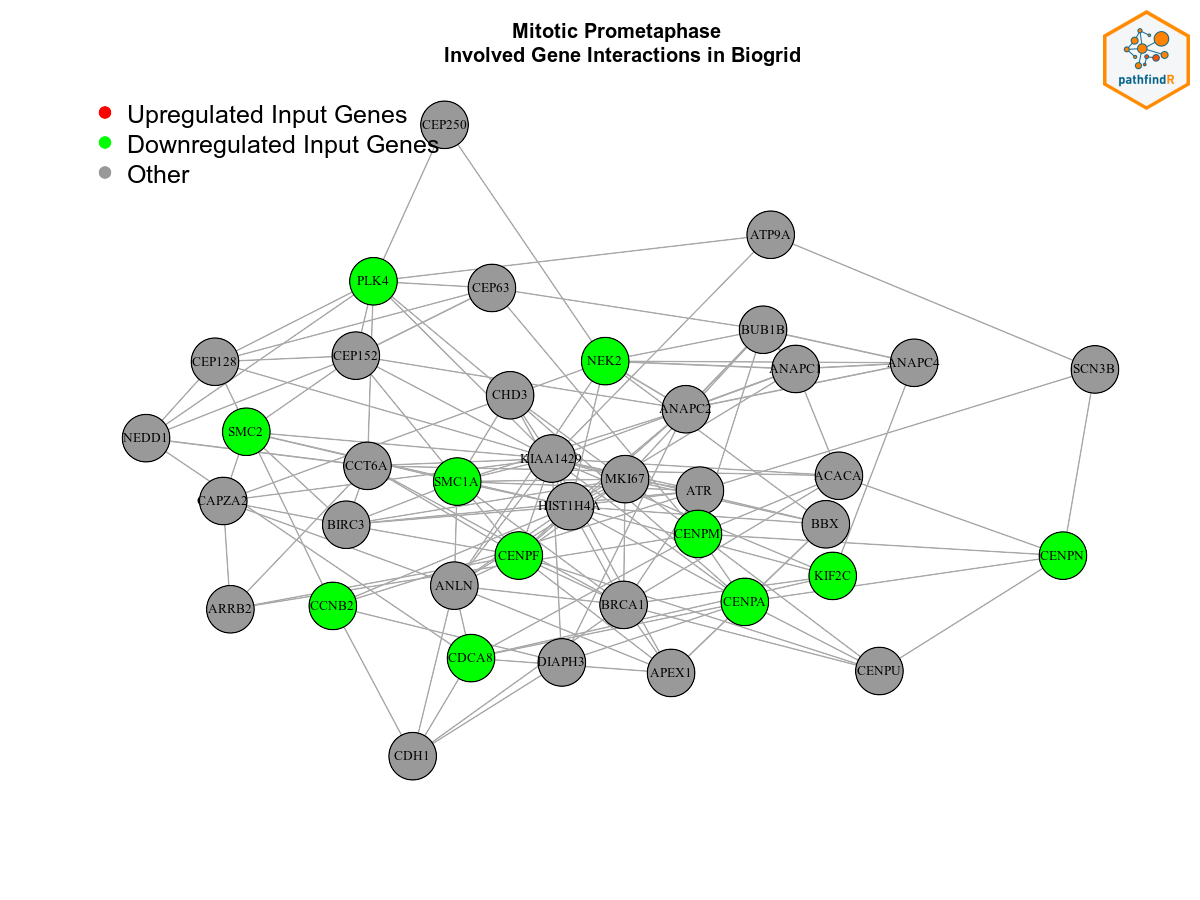 Mitotic Prometaphase
Involved Gene Interactions in Biogrid
pathfindR
Upregulated Input Genes
Downregulated Input Genes
Other
CEP250
ATP9A
PLK4
CEP63
BUB1B
CEP128
CEP152
NEK2
ANAPC1
ANAPC4
SCN3B
CHD3
ANAPC2
NEDD1
SMC2
KIAA1429
CCT6A
SMC1A
MKI67
ATR
ACACA
CAPZA2
HIST1H4A
BIRC3
BBX
CENPM
CENPF
CENPN
ANLN
KIF2C
ARRB2
CCNB2
BRCA1
CENPA
CDCA8
DIAPH3
APEX1
CENPU
CDH1